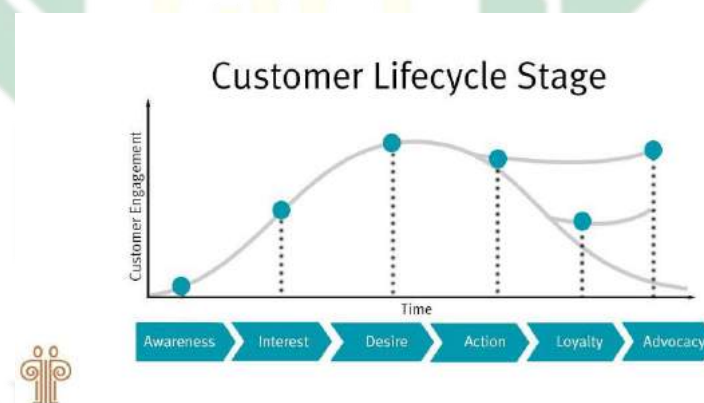 Customer Lifecycle Stage
Customer Engagement
Time
Awareness
Interest
Desire
Action
Loyalty
Advocacy